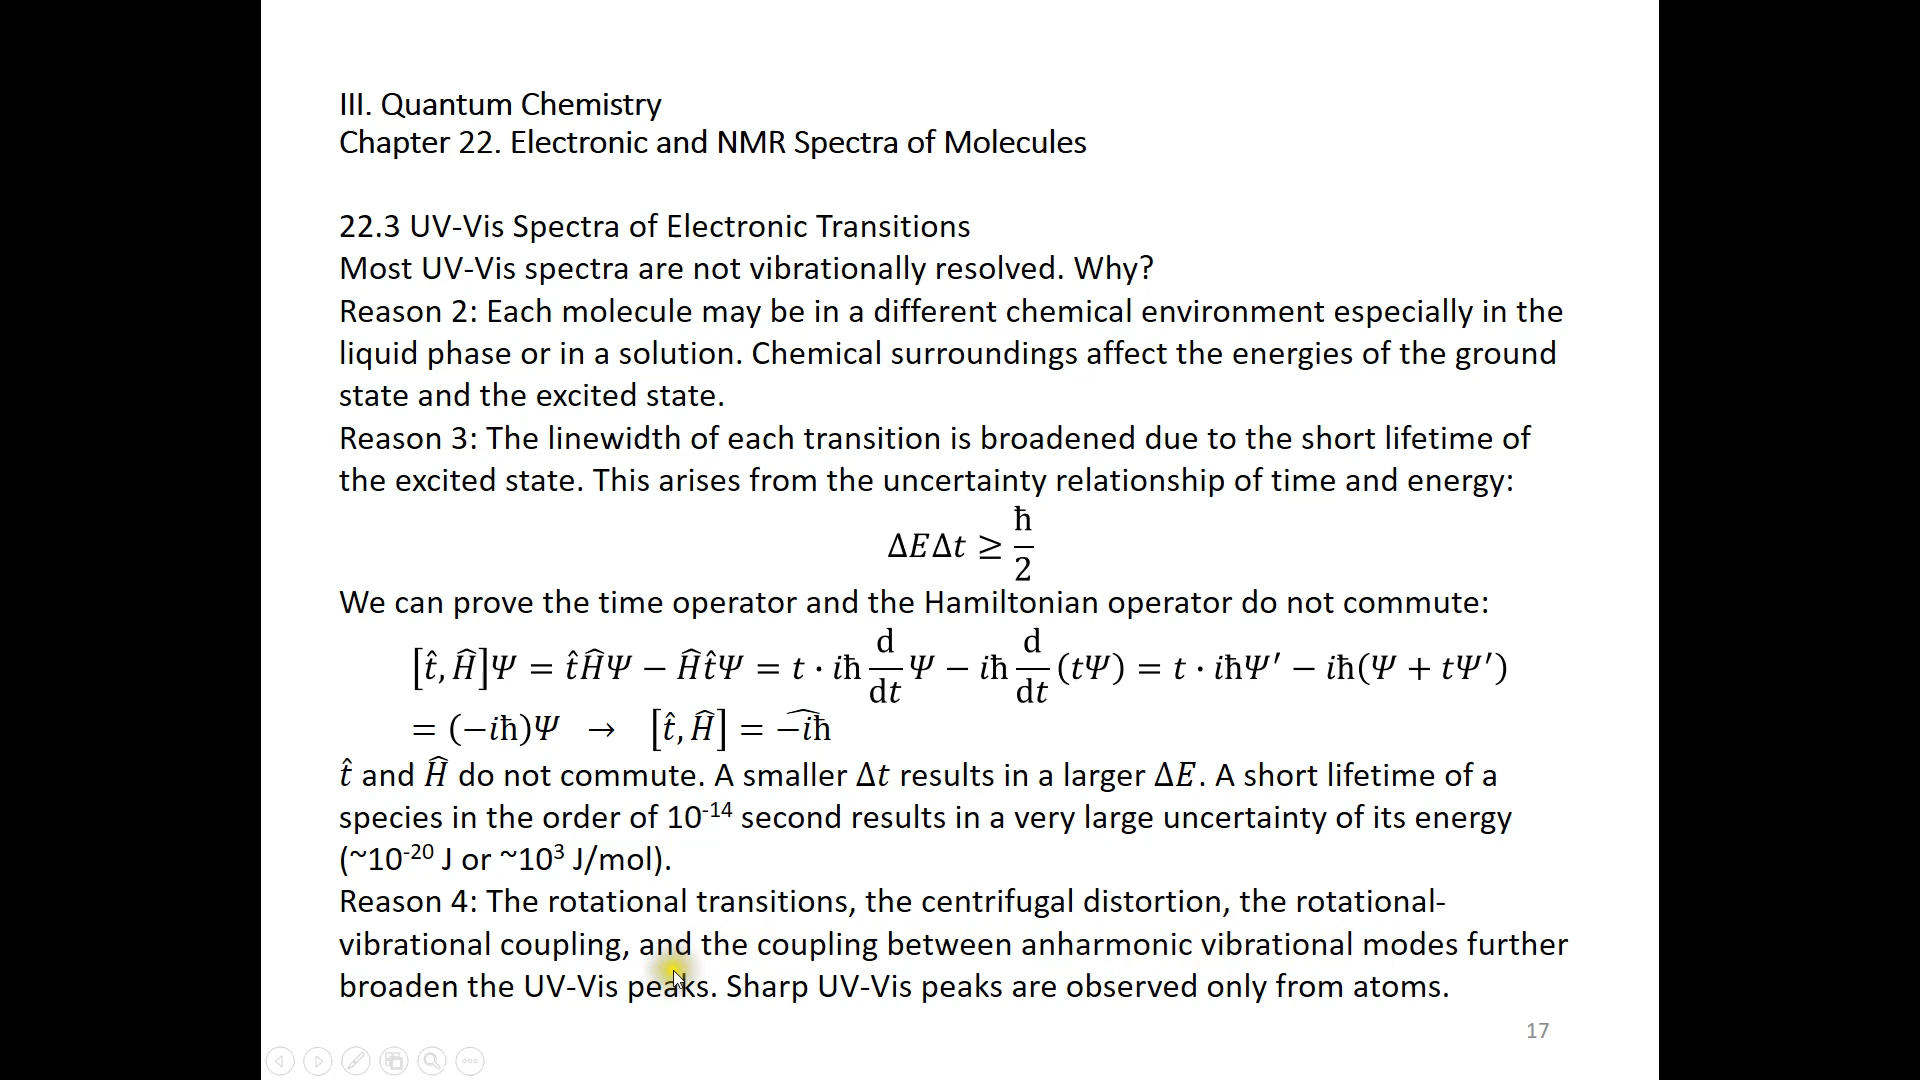 III. Quantum Chemistry
Chapter 22. Electronic and NMR Spectra of Molecules
22.3 UV-Vis Spectra of Electronic Transitions
Most UV-Vis spectra are not vibrationally resolved. Why?
Reason 2: Each molecule may be in a different chemical environment especially in the
liquid phase or in a solution. Chemical surroundings affect the energies of the ground
state and the excited state.
Reason 3: The linewidth of each transition is broadened due to the short lifetime of
the excited state. This arises from the uncertainty relationship of time and energy:
ΔEΔt ≥ ħ/2
We can prove the time operator and the Hamiltonian operator do not commute:
[t̂, Ĥ]Ψ = t̂ĤΨ − Ĥt̂Ψ = t · iħ d/dt Ψ − iħ d/dt (tΨ) = t · iħΨ′ − iħ(Ψ + tΨ′)
= (−iħ)Ψ → [t̂, Ĥ] = −iħ̂
t̂ and Ĥ do not commute. A smaller Δt results in a larger ΔE. A short lifetime of a
species in the order of 10⁻¹⁴ second results in a very large uncertainty of its energy
(~10⁻²⁰ J or ~10³ J/mol).
Reason 4: The rotational transitions, the centrifugal distortion, the rotational-
vibrational coupling, and the coupling between anharmonic vibrational modes further
broaden the UV-Vis peaks. Sharp UV-Vis peaks are observed only from atoms.
17